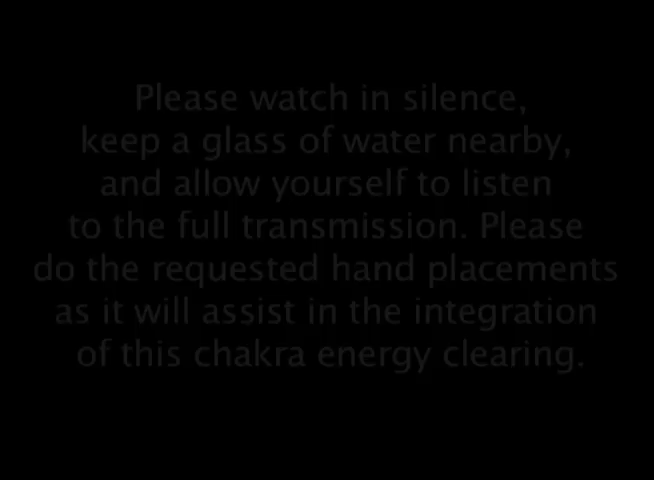 Please watch in silence,
keep a glass of water nearby,
and allow yourself to listen
to the full transmission. Please
do the requested hand placements
as it will assist in the integration
of this chakra energy clearing.